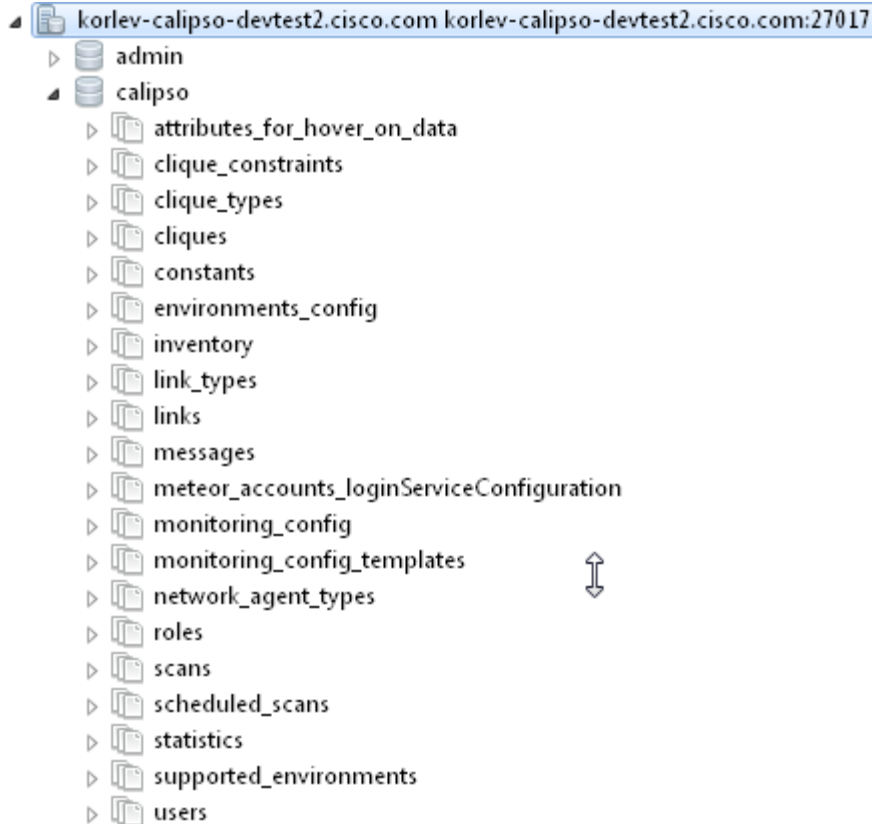 korlev-calipso-devtest2.cisco.com korlev-calipso-devtest2.cisco.com:27017
admin
calipso
attributes_for_hover_on_data
clique_constraints
clique_types
cliques
constants
environments_config
inventory
link_types
links
messages
meteor_accounts_loginServiceConfiguration
monitoring_config
monitoring_config_templates
network_agent_types
roles
scans
scheduled_scans
statistics
supported_environments
users